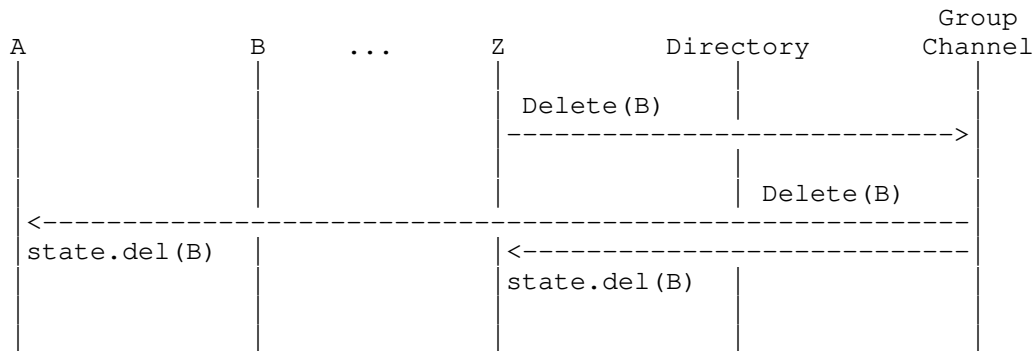 Group
A B ... Z Directory Channel
Delete(B)
Delete(B)
state.del(B)
state.del(B)